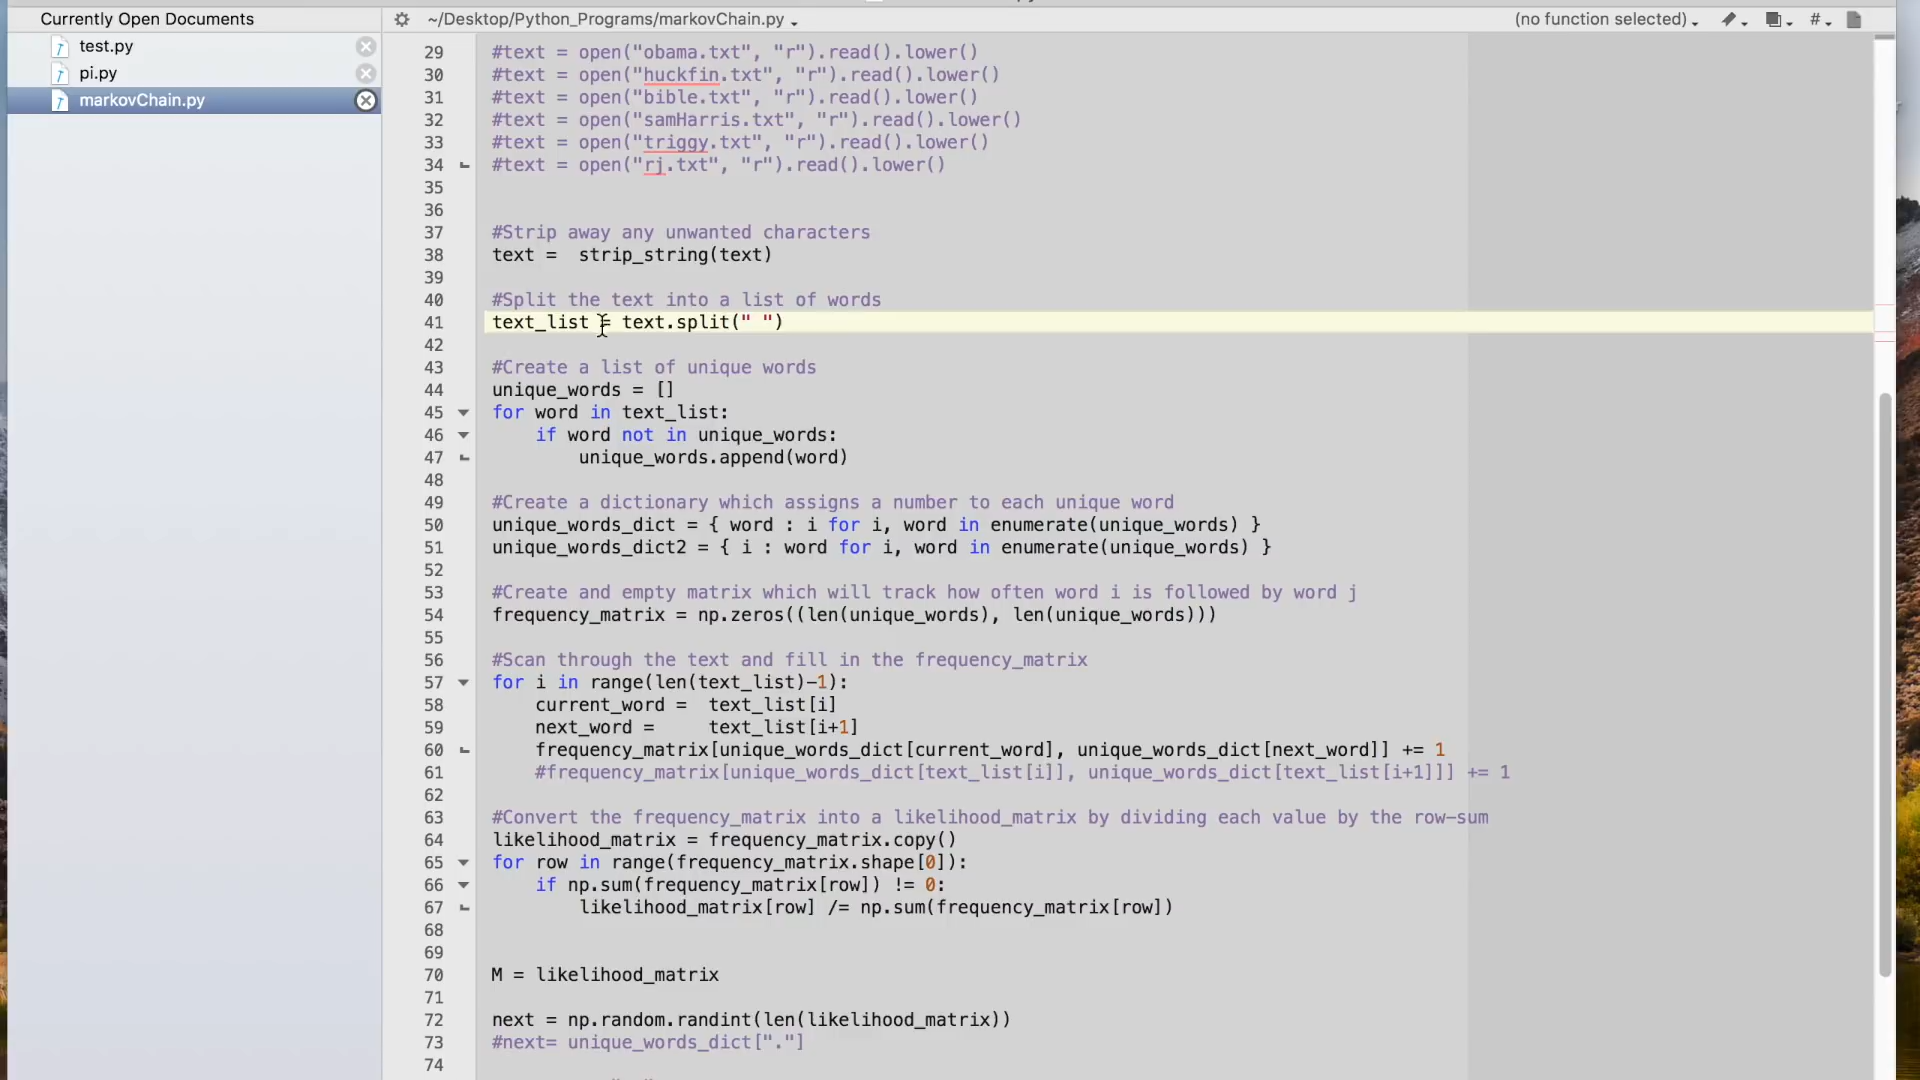 Currently Open Documents
~/Desktop/Python_Programs/markovChain.py
(no function selected)
#
test.py
pi.py
markovChain.py
29 #text = open("obama.txt", "r").read().lower()
30 #text = open("huckfin.txt", "r").read().lower()
31 #text = open("bible.txt", "r").read().lower()
32 #text = open("samHarris.txt", "r").read().lower()
33 #text = open("triggy.txt", "r").read().lower()
34 #text = open("rj.txt", "r").read().lower()
35
36
37 #Strip away any unwanted characters
38 text =  strip_string(text)
39
40 #Split the text into a list of words
41 text_list = text.split(" ")
42
43 #Create a list of unique words
44 unique_words = []
45 for word in text_list:
46     if word not in unique_words:
47         unique_words.append(word)
48
49 #Create a dictionary which assigns a number to each unique word
50 unique_words_dict = { word : i for i, word in enumerate(unique_words) }
51 unique_words_dict2 = { i : word for i, word in enumerate(unique_words) }
52
53 #Create and empty matrix which will track how often word i is followed by word j
54 frequency_matrix = np.zeros((len(unique_words), len(unique_words)))
55
56 #Scan through the text and fill in the frequency_matrix
57 for i in range(len(text_list)-1):
58     current_word =  text_list[i]
59     next_word =     text_list[i+1]
60     frequency_matrix[unique_words_dict[current_word], unique_words_dict[next_word]] += 1
61     #frequency_matrix[unique_words_dict[text_list[i]], unique_words_dict[text_list[i+1]]] += 1
62
63 #Convert the frequency_matrix into a likelihood_matrix by dividing each value by the row-sum
64 likelihood_matrix = frequency_matrix.copy()
65 for row in range(frequency_matrix.shape[0]):
66     if np.sum(frequency_matrix[row]) != 0:
67         likelihood_matrix[row] /= np.sum(frequency_matrix[row])
68
69
70 M = likelihood_matrix
71
72 next = np.random.randint(len(likelihood_matrix))
73 #next= unique_words_dict["."]
74